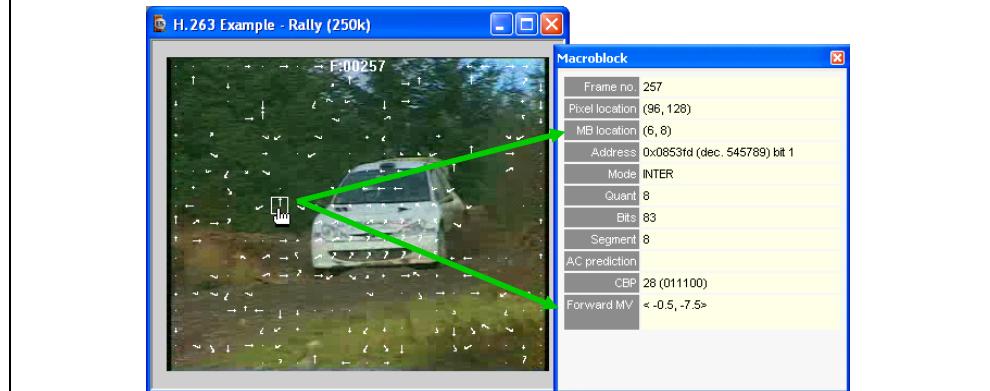 H.263 Example - Rally (250k)
F:00257
Macroblock
Frame no. 257
Pixel location (96, 128)
MB location (6, 8)
Address 0x0853fd (dec. 545789) bit 1
Mode INTER
Quant 8
Bits 83
Segment 8
AC prediction
CBP 28 (011100)
Forward MV < -0.5, -7.5>